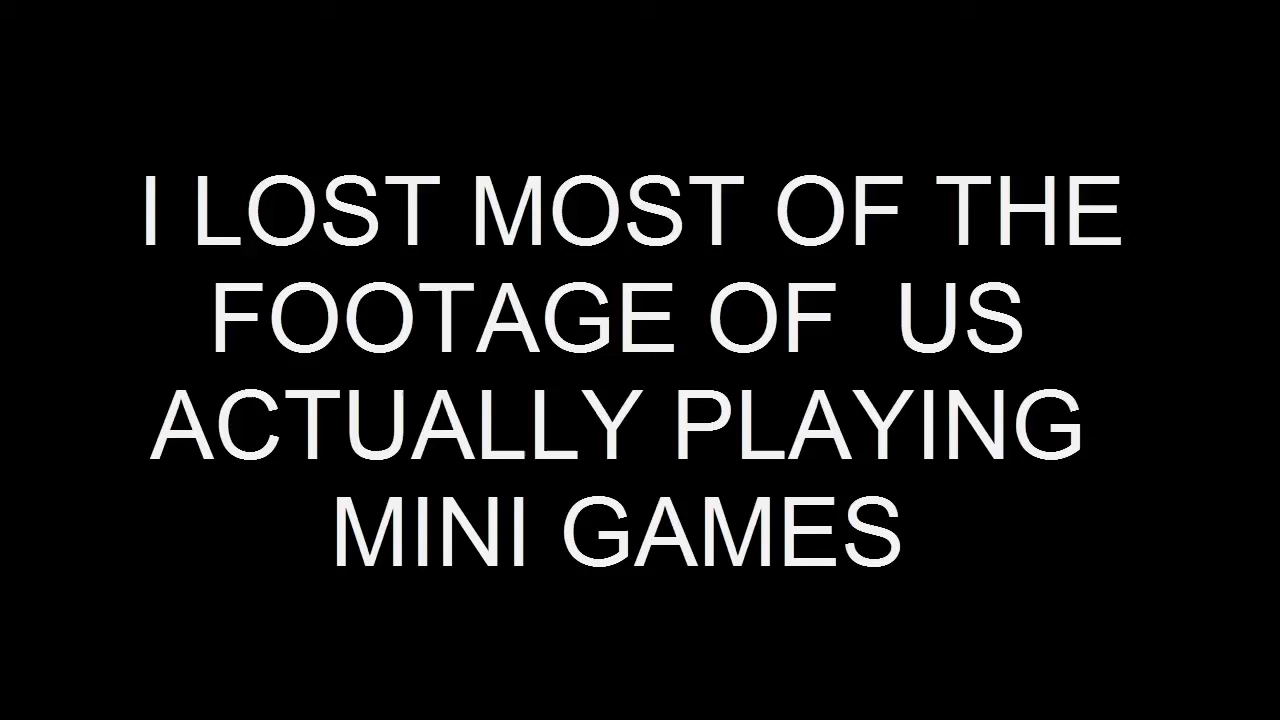 I LOST MOST OF THE
FOOTAGE OF  US
ACTUALLY PLAYING
MINI GAMES